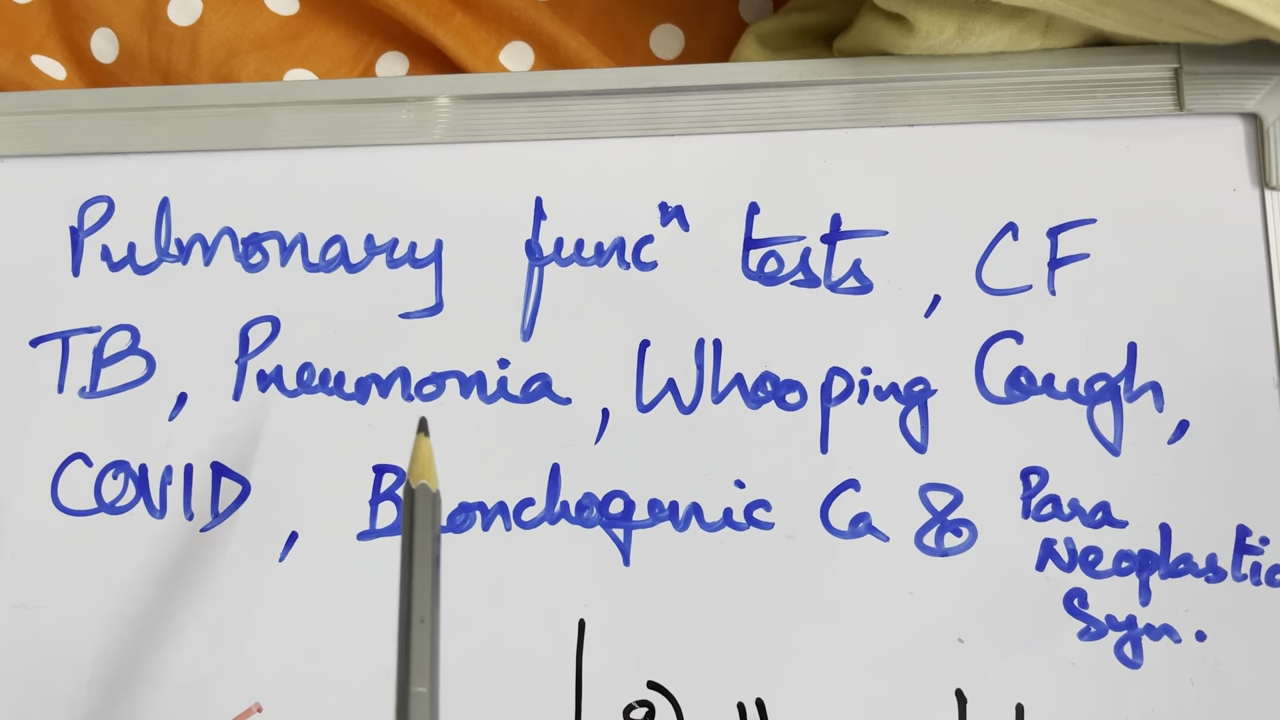 Pulmonary funcⁿ tests, CF
TB, Pneumonia, Whooping Cough,
COVID, Bronchogenic Ca & Para
Neoplastic
Syn.